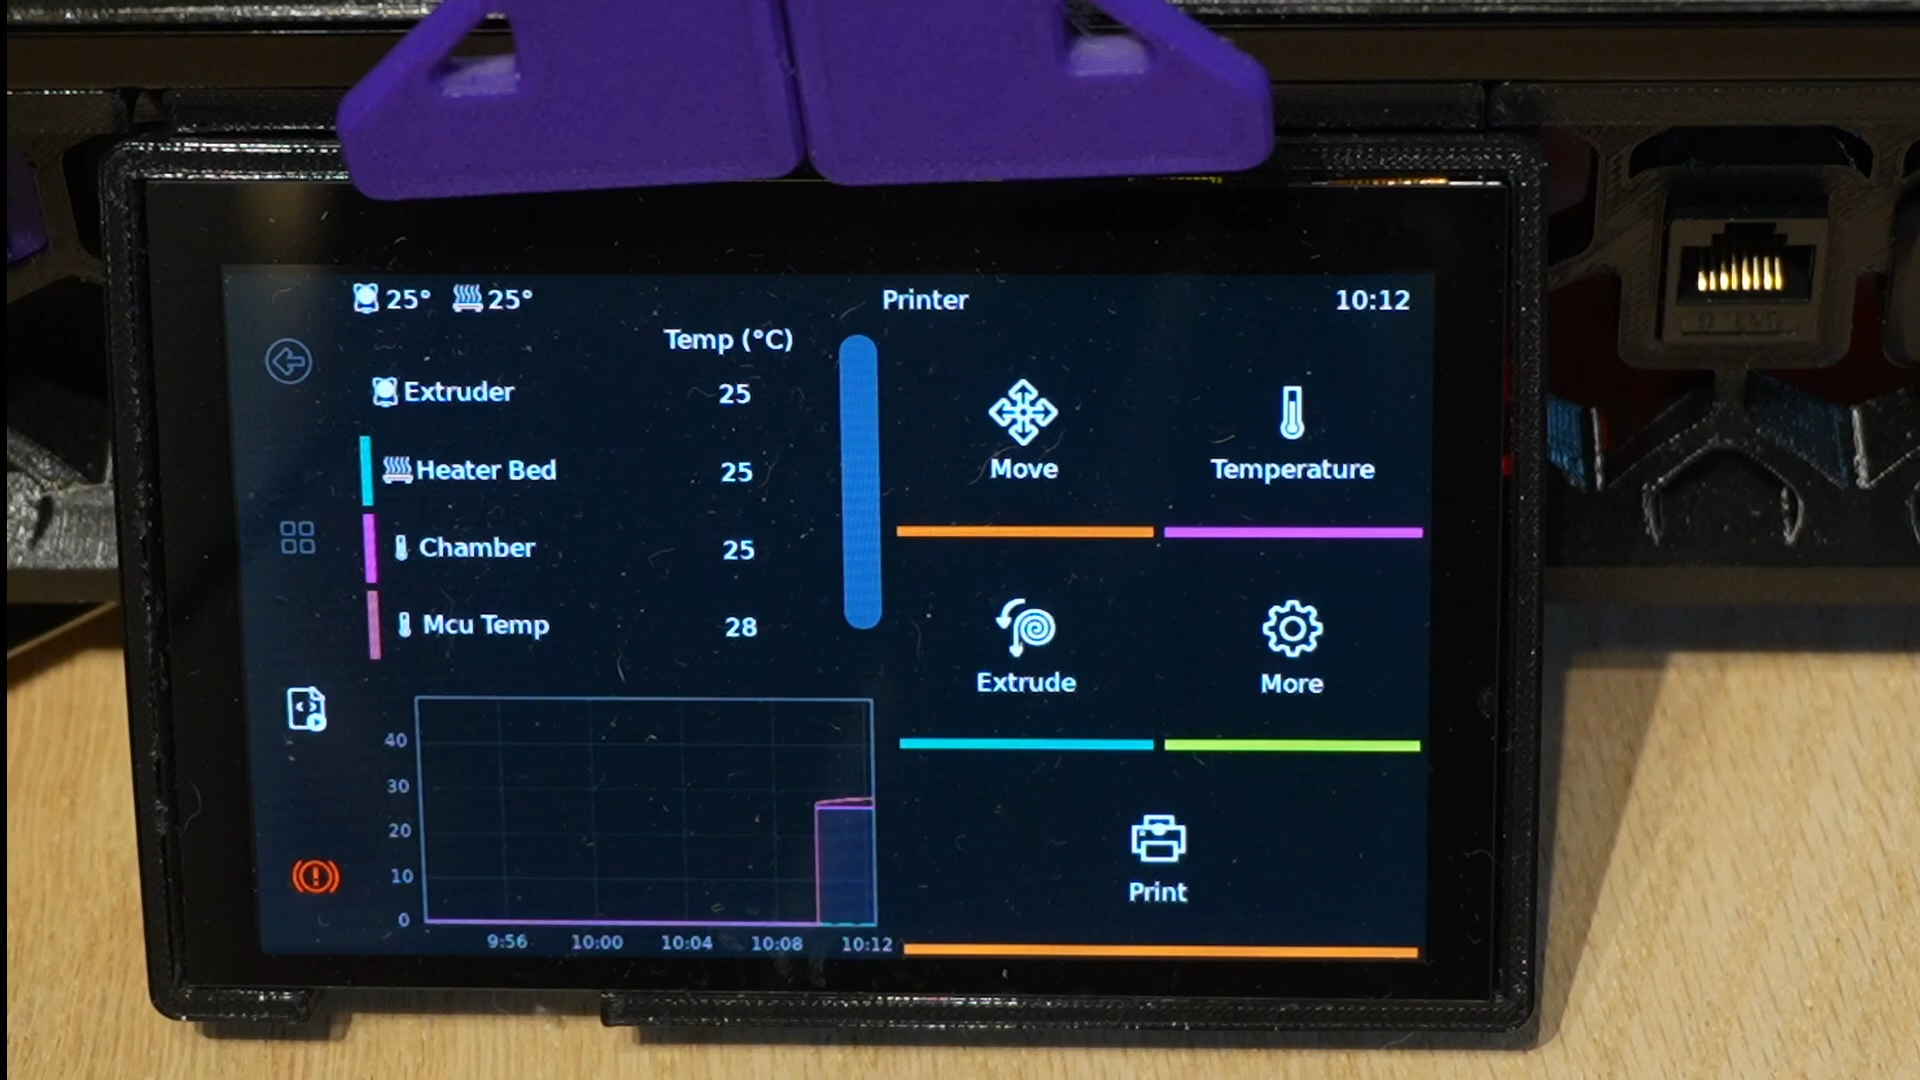 25° 25° Printer 10:12
Temp (°C)
Extruder 25
Heater Bed 25
Chamber 25
Mcu Temp 28
Move
Temperature
Extrude
More
Print
40
30
20
10
0
9:56 10:00 10:04 10:08 10:12